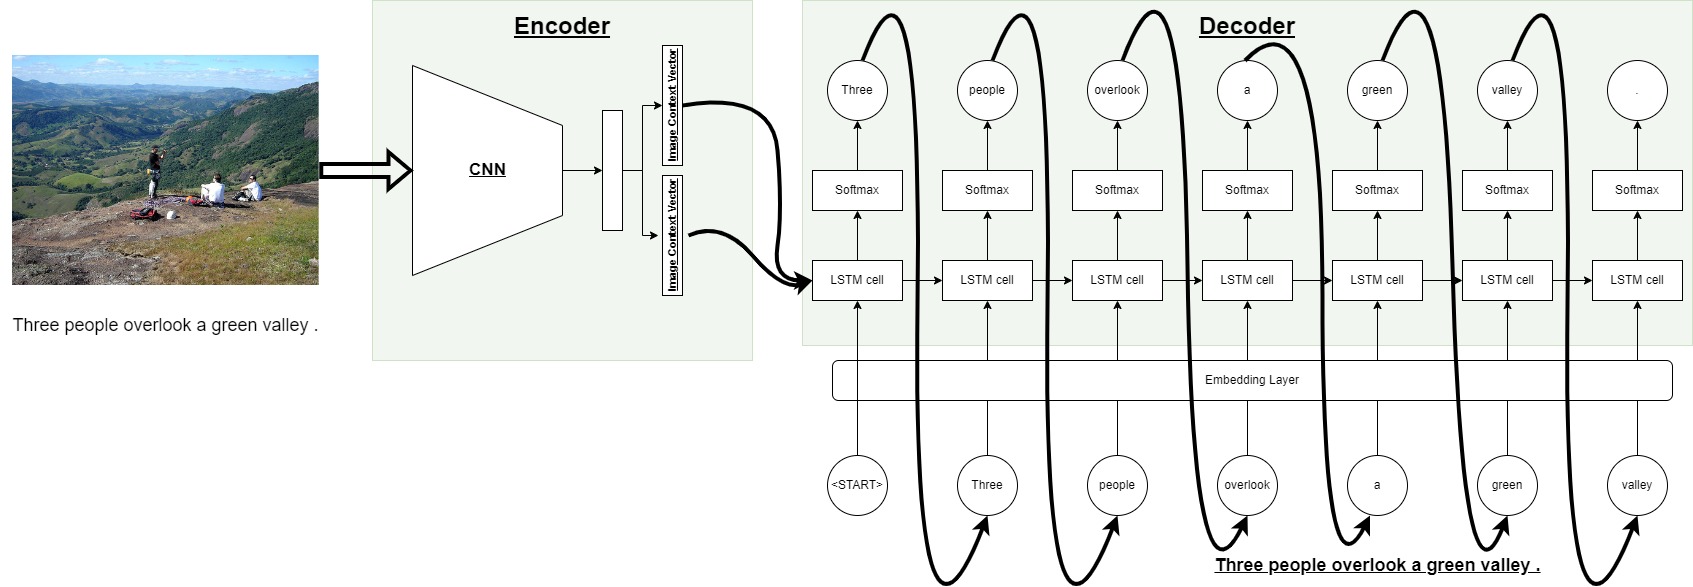 Encoder
Decoder
Three people overlook a green valley .
CNN
Image Context Vector
Image Context Vector
Three people overlook a green valley .
Softmax Softmax Softmax Softmax Softmax Softmax Softmax
LSTM cell LSTM cell LSTM cell LSTM cell LSTM cell LSTM cell LSTM cell
Embedding Layer
<START> Three people overlook a green valley
Three people overlook a green valley .